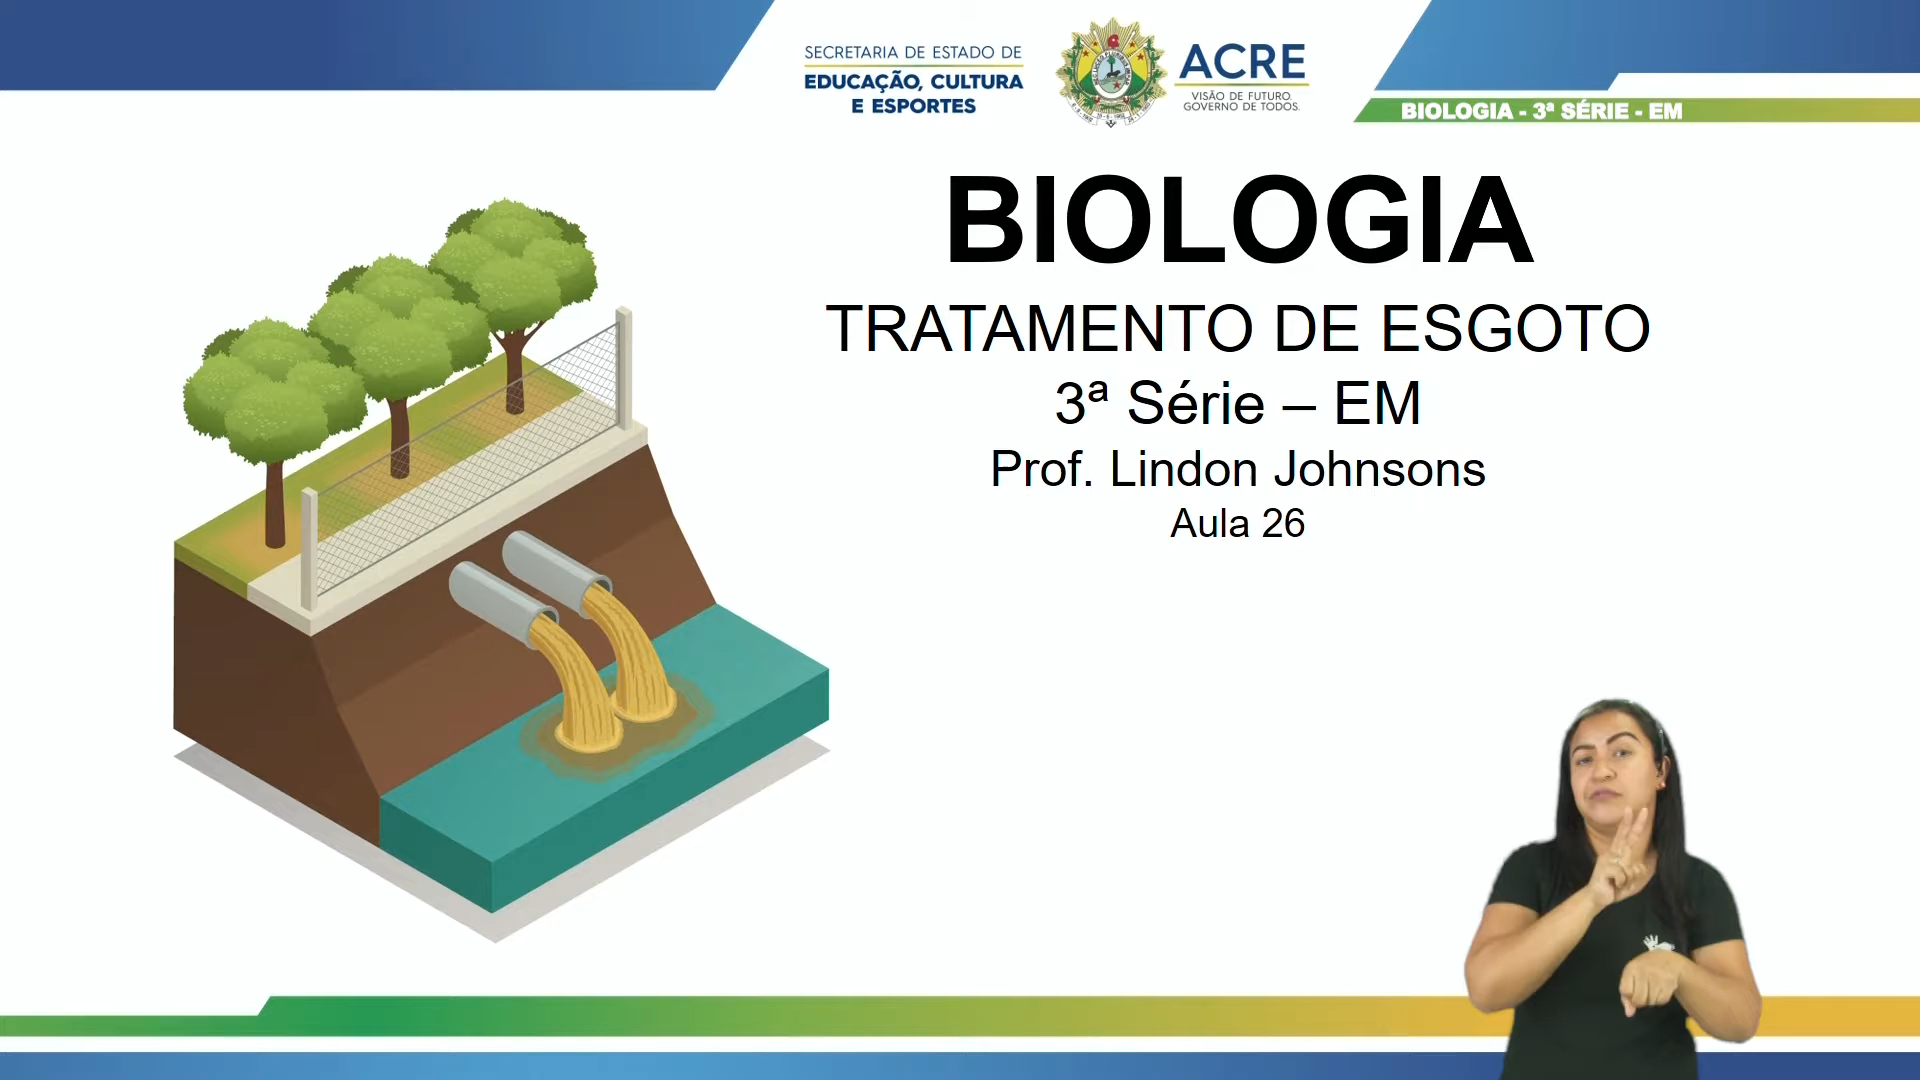 SECRETARIA DE ESTADO DE
EDUCAÇÃO, CULTURA
E ESPORTES
ACRE
VISÃO DE FUTURO.
GOVERNO DE TODOS.
BIOLOGIA - 3ª SÉRIE - EM
BIOLOGIA
TRATAMENTO DE ESGOTO
3ª Série – EM
Prof. Lindon Johnsons
Aula 26